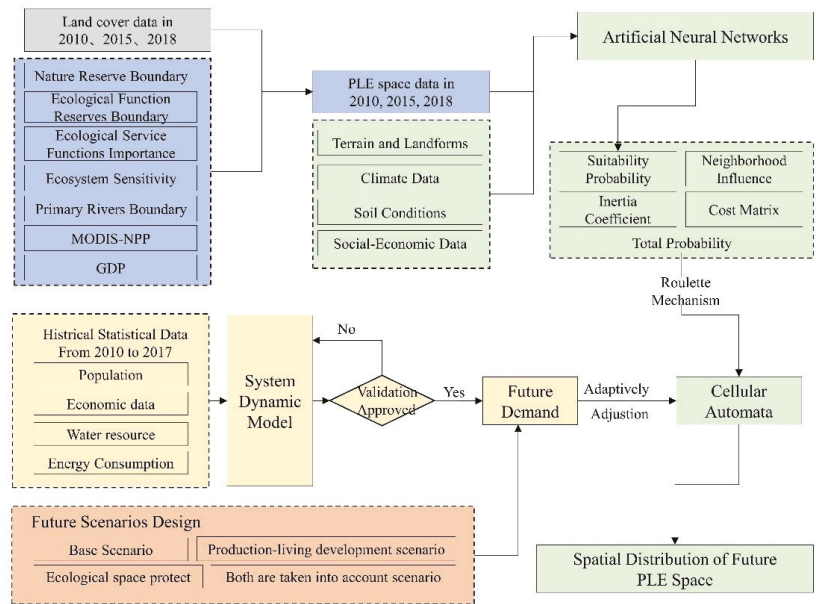 Land cover data in
2010、2015、2018
Nature Reserve Boundary
Ecological Function
Reserves Boundary
Ecological Service
Functions Importance
Ecosystem Sensitivity
Primary Rivers Boundary
MODIS-NPP
GDP
PLE space data in
2010, 2015, 2018
Terrain and Landforms
Climate Data
Soil Conditions
Social-Economic Data
Artificial Neural Networks
Suitability
Probability
Neighborhood
Influence
Inertia
Coefficient
Cost Matrix
Total Probability
Roulette
Mechanism
Histrical Statistical Data
From 2010 to 2017
Population
Economic data
Water resource
Energy Consumption
System
Dynamic
Model
No
Validation
Approved
Yes
Future
Demand
Adaptively
Adjustion
Cellular
Automata
Future Scenarios Design
Base Scenario
Production-living development scenario
Ecological space protect
Both are taken into account scenario
Spatial Distribution of Future
PLE Space